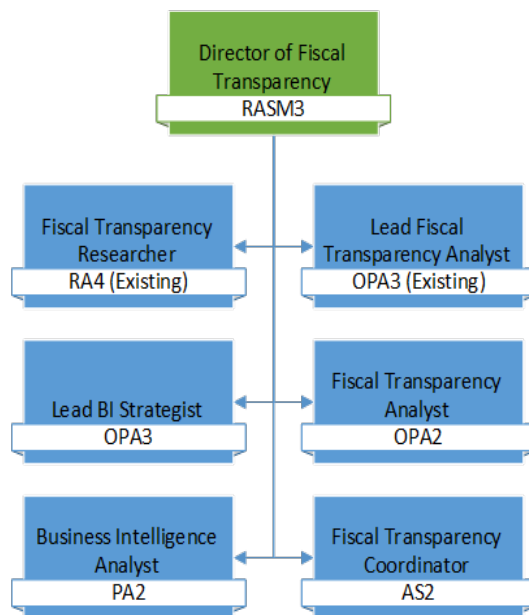 Director of Fiscal
Transparency
RASM3
Fiscal Transparency
Researcher
RA4 (Existing)
Lead Fiscal
Transparency Analyst
OPA3 (Existing)
Lead BI Strategist
OPA3
Fiscal Transparency
Analyst
OPA2
Business Intelligence
Analyst
PA2
Fiscal Transparency
Coordinator
AS2